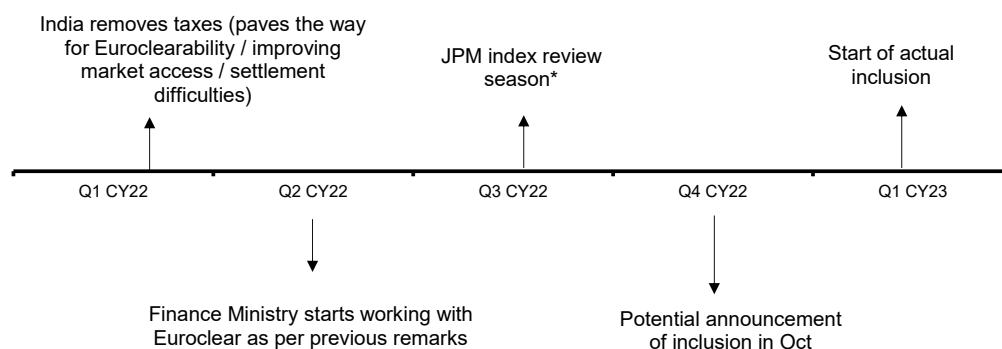 India removes taxes (paves the way
for Euroclearability / improving
market access / settlement
difficulties)
JPM index review
season*
Start of actual
inclusion
Q1 CY22
Q2 CY22
Q3 CY22
Q4 CY22
Q1 CY23
Finance Ministry starts working with
Euroclear as per previous remarks
Potential announcement
of inclusion in Oct